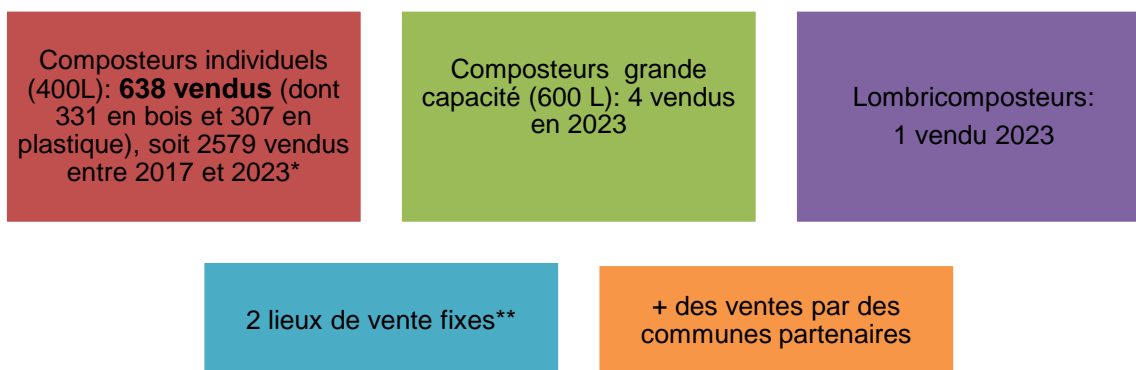 Composteurs individuels
(400L): 638 vendus (dont
331 en bois et 307 en
plastique), soit 2579 vendus
entre 2017 et 2023*
Composteurs grande
capacité (600 L): 4 vendus
en 2023
Lombricomposteurs:
1 vendu 2023
2 lieux de vente fixes**
+ des ventes par des
communes partenaires